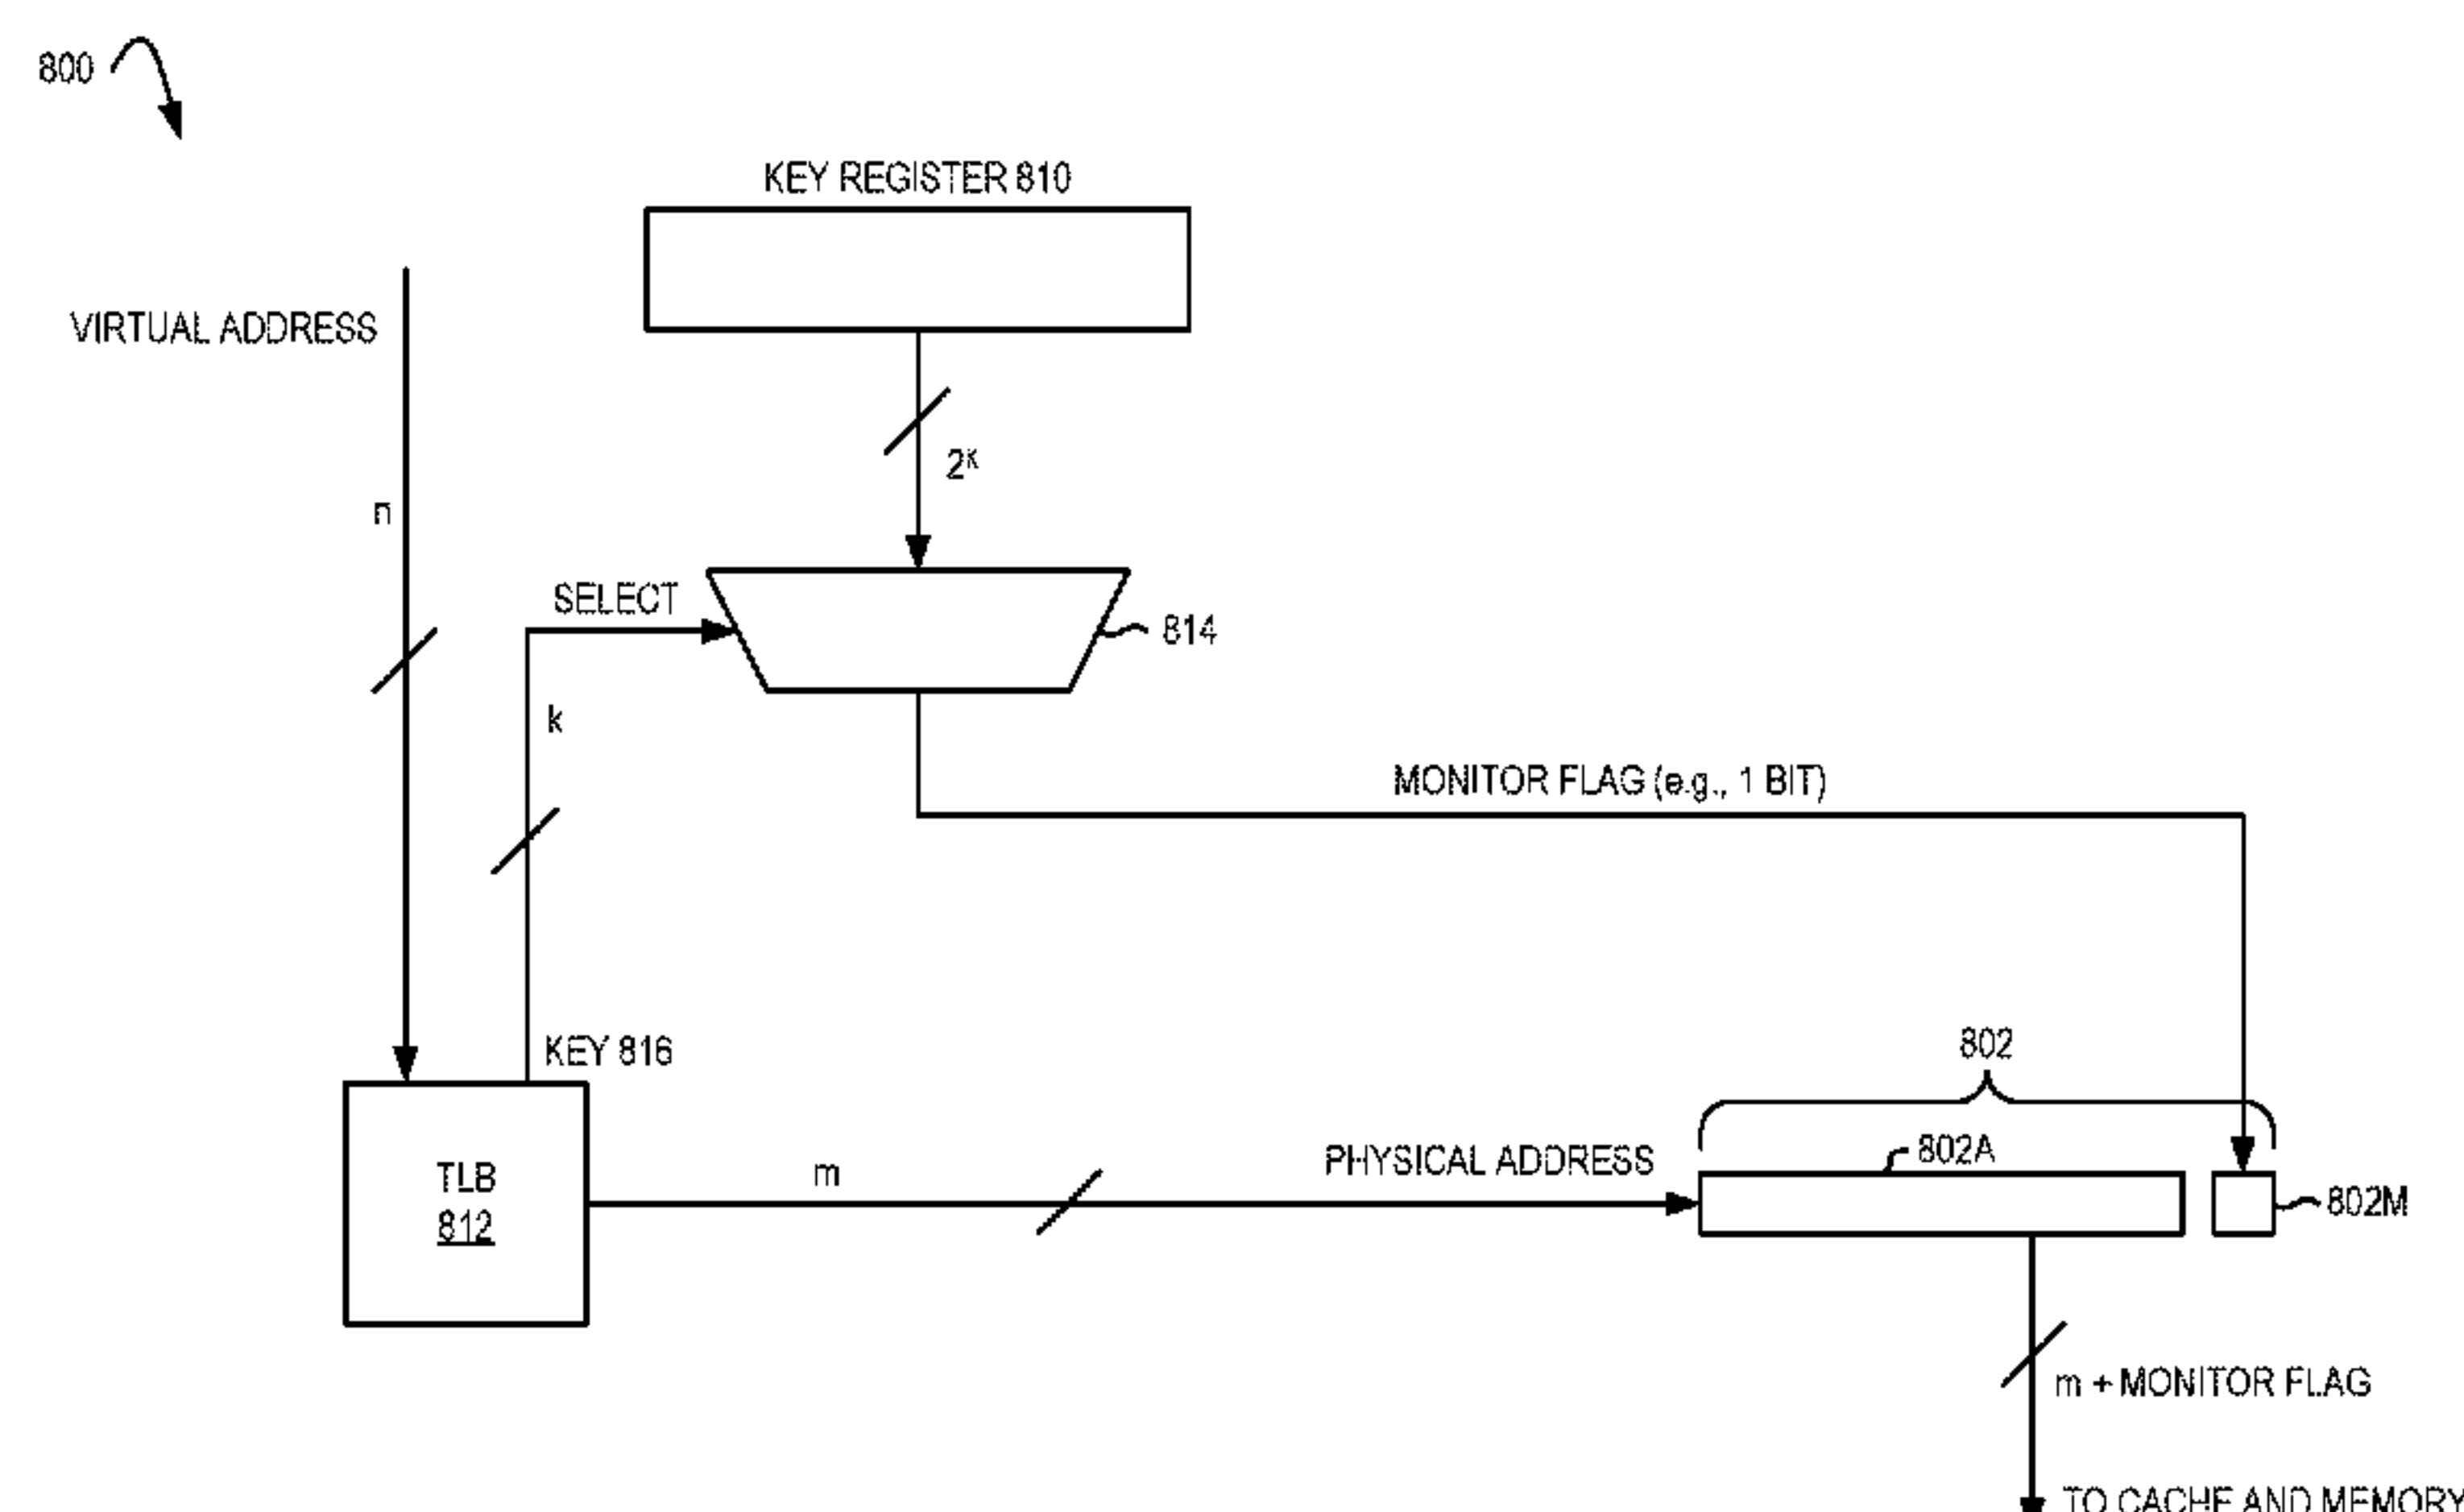 800
KEY REGISTER 810
VIRTUAL ADDRESS
2ᴷ
n
SELECT
814
k
MONITOR FLAG (e.g., 1 BIT)
802
KEY 816
802A
PHYSICAL ADDRESS
m
TLB
812
802M
m + MONITOR FLAG
TO CACHE AND MEMORY